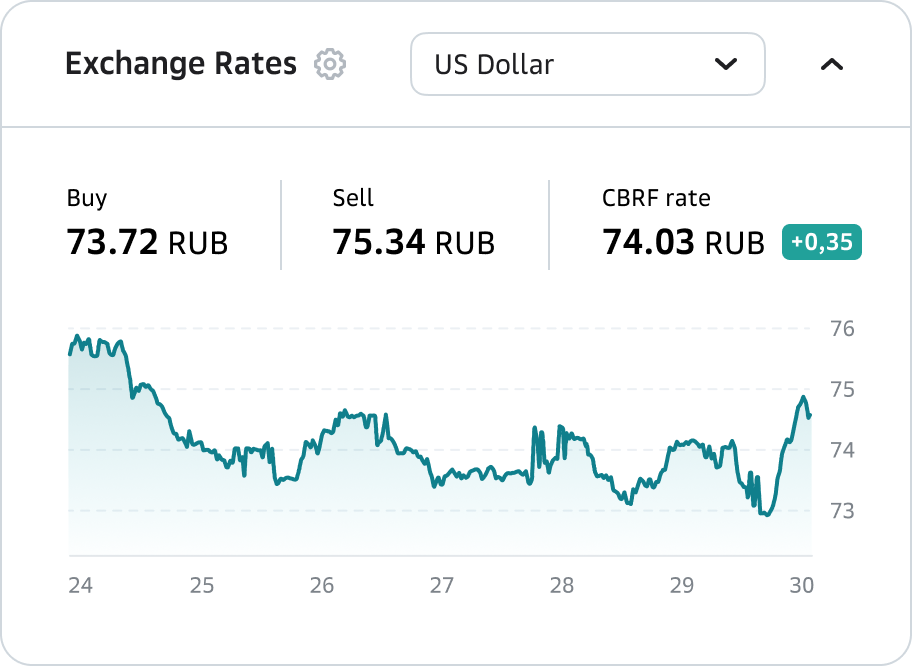 Exchange Rates US Dollar
Buy Sell CBRF rate
73.72 RUB 75.34 RUB 74.03 RUB +0,35
76
75
74
73
24 25 26 27 28 29 30